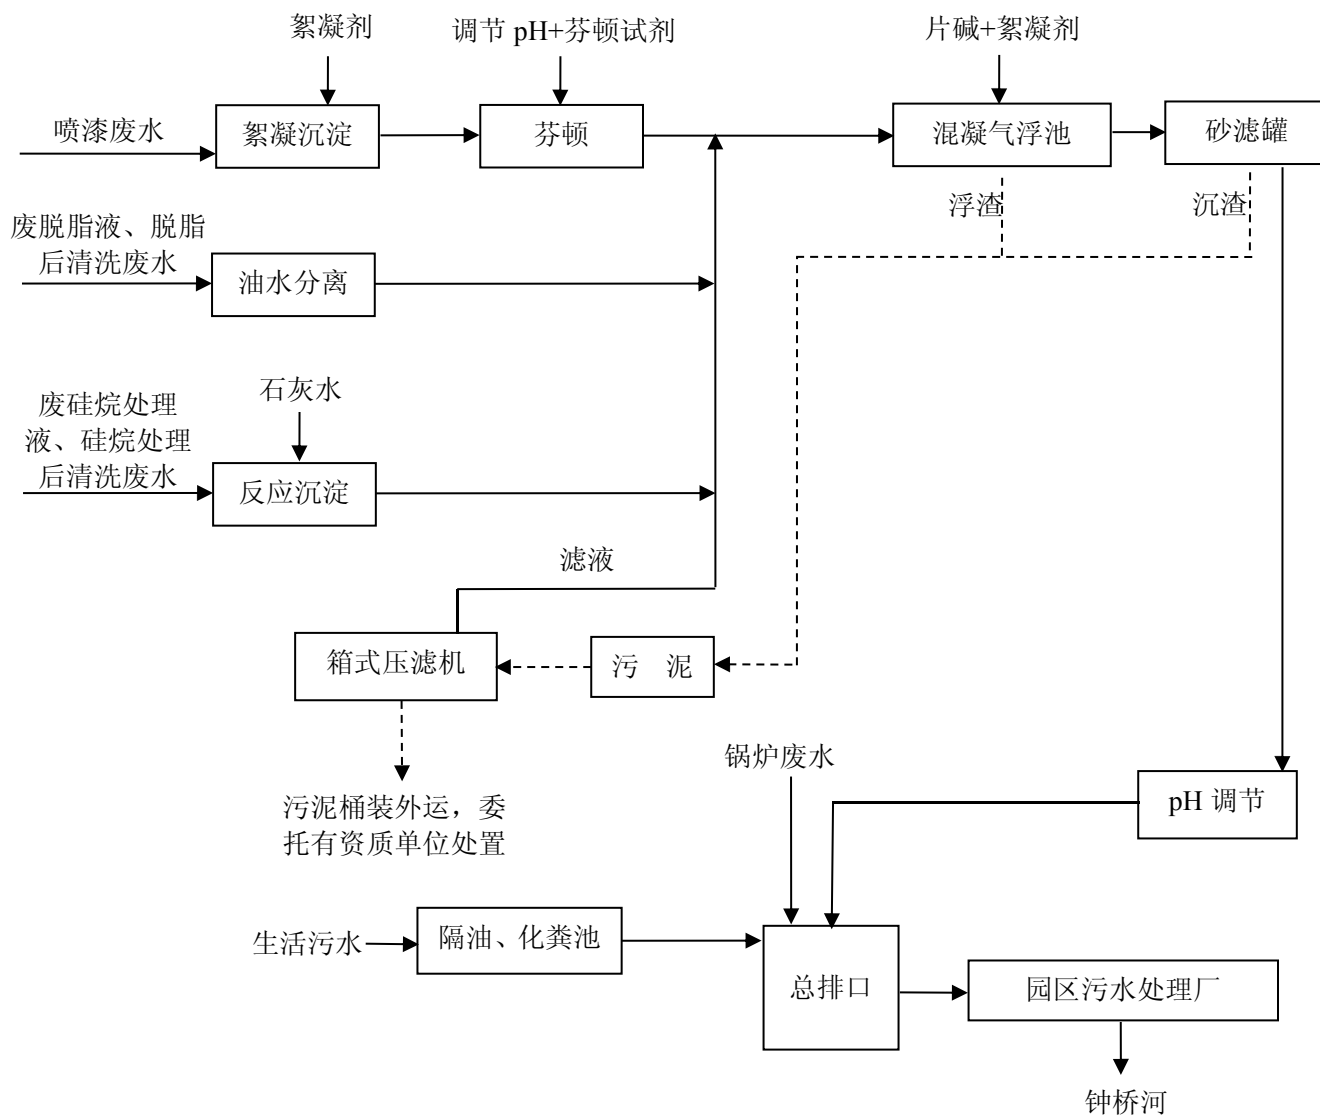 絮凝剂
调节 pH+芬顿试剂
片碱+絮凝剂
喷漆废水
絮凝沉淀
芬顿
混凝气浮池
砂滤罐
浮渣
沉渣
废脱脂液、脱脂
后清洗废水
油水分离
石灰水
废硅烷处理
液、硅烷处理
后清洗废水
反应沉淀
滤液
箱式压滤机
污 泥
锅炉废水
pH 调节
污泥桶装外运，委
托有资质单位处置
生活污水
隔油、化粪池
总排口
园区污水处理厂
钟桥河